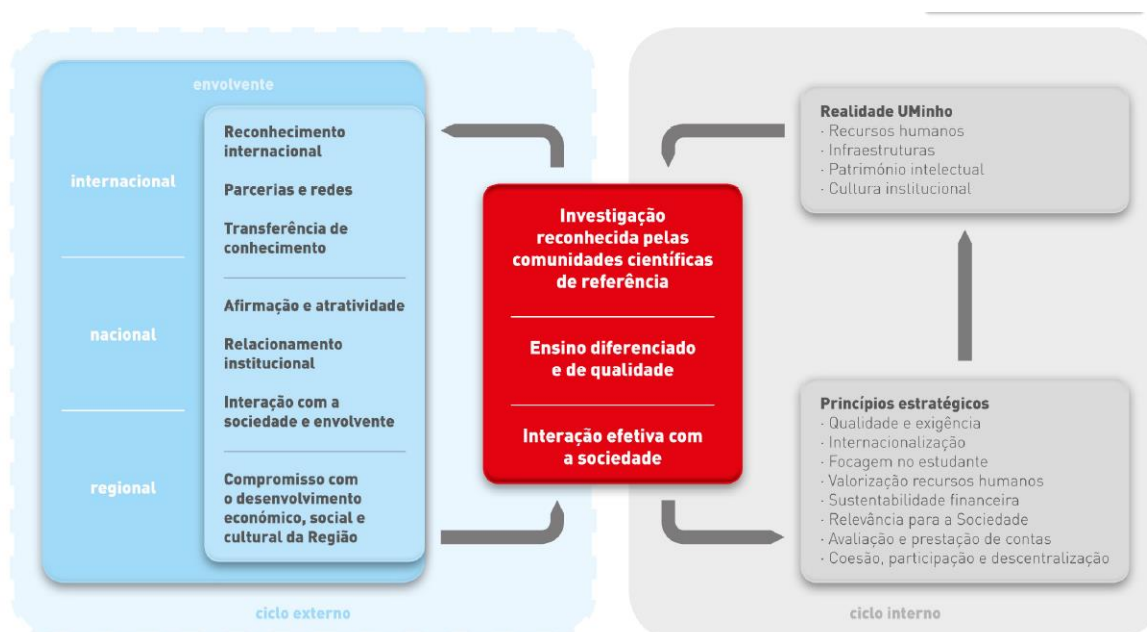 envolvente
internacional
nacional
regional
Reconhecimento
internacional
Parcerias e redes
Transferência de
conhecimento
Afirmação e atratividade
Relacionamento
institucional
Interação com a
sociedade e envolvente
Compromisso com
o desenvolvimento
económico, social e
cultural da Região
ciclo externo
Investigação
reconhecida pelas
comunidades científicas
de referência
Ensino diferenciado
e de qualidade
Interação efetiva com
a sociedade
Realidade UMinho
· Recursos humanos
· Infraestruturas
· Património intelectual
· Cultura institucional
Princípios estratégicos
· Qualidade e exigência
· Internacionalização
· Focagem no estudante
· Valorização recursos humanos
· Sustentabilidade financeira
· Relevância para a Sociedade
· Avaliação e prestação de contas
· Coesão, participação e descentralização
ciclo interno